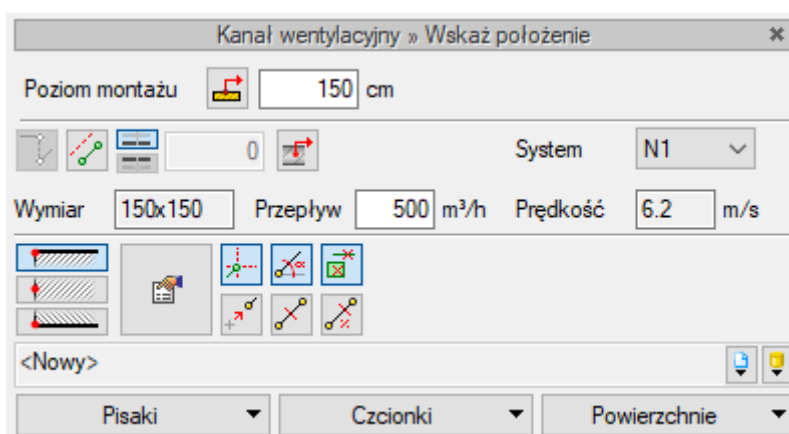 Kanał wentylacyjny » Wskaż położenie
Poziom montażu 150 cm
0 System N1
Wymiar 150x150 Przepływ 500 m³/h Prędkość 6.2 m/s
<Nowy>
Pisaki Czcionki Powierzchnie